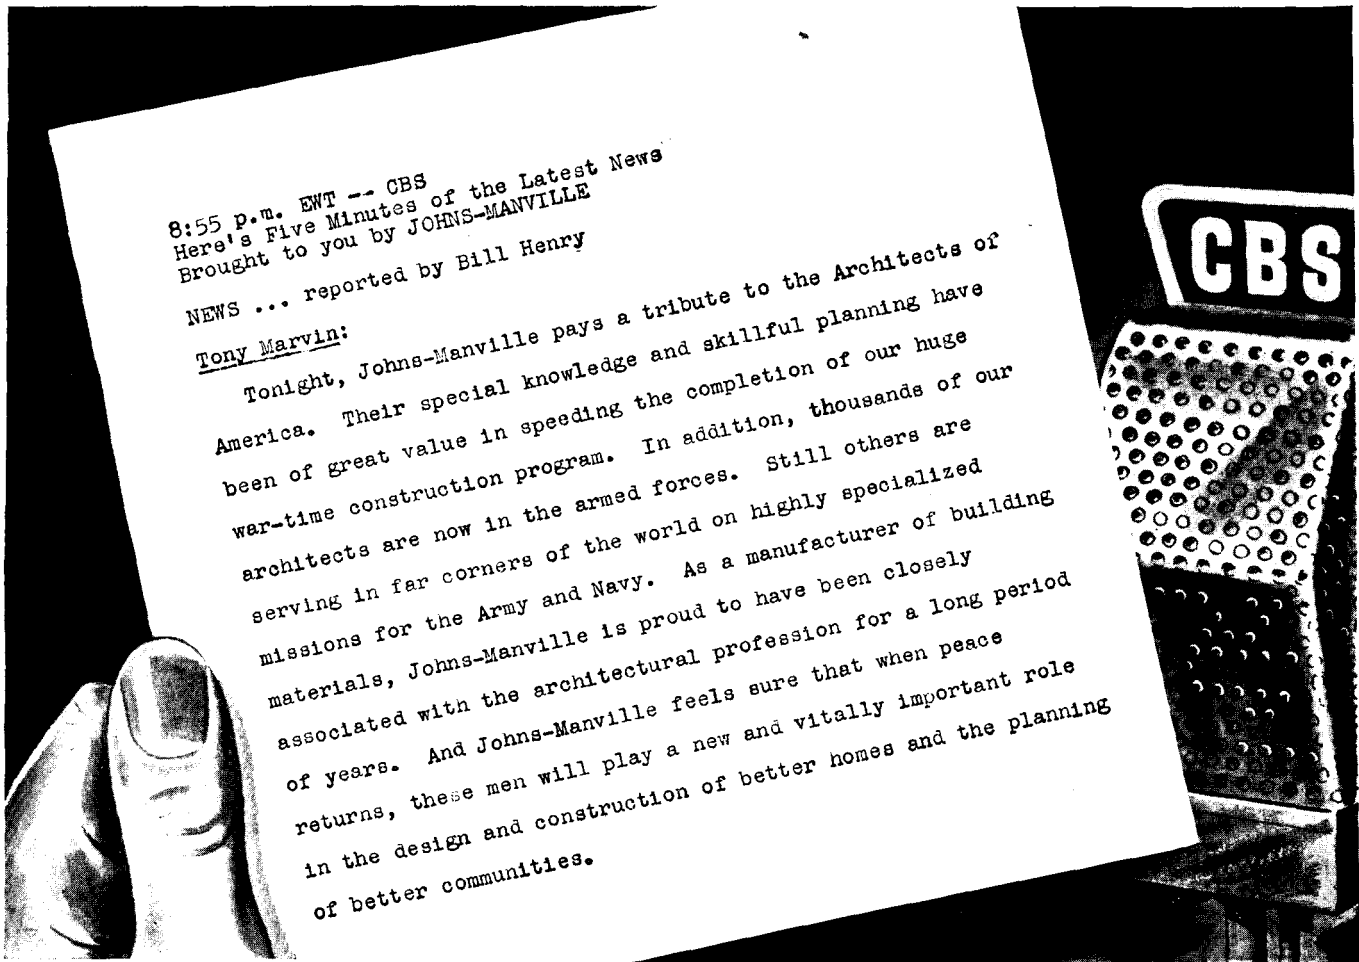 8:55 p.m. EWT -- CBS
Here's Five Minutes of the Latest News
Brought to you by JOHNS-MANVILLE
NEWS ... reported by Bill Henry
Tony Marvin:
Tonight, Johns-Manville pays a tribute to the Architects of
America. Their special knowledge and skillful planning have
been of great value in speeding the completion of our huge
war-time construction program. In addition, thousands of our
architects are now in the armed forces. Still others are
serving in far corners of the world on highly specialized
missions for the Army and Navy. As a manufacturer of building
materials, Johns-Manville is proud to have been closely
associated with the architectural profession for a long period
of years. And Johns-Manville feels sure that when peace
returns, these men will play a new and vitally important role
in the design and construction of better homes and the planning
of better communities.
CBS